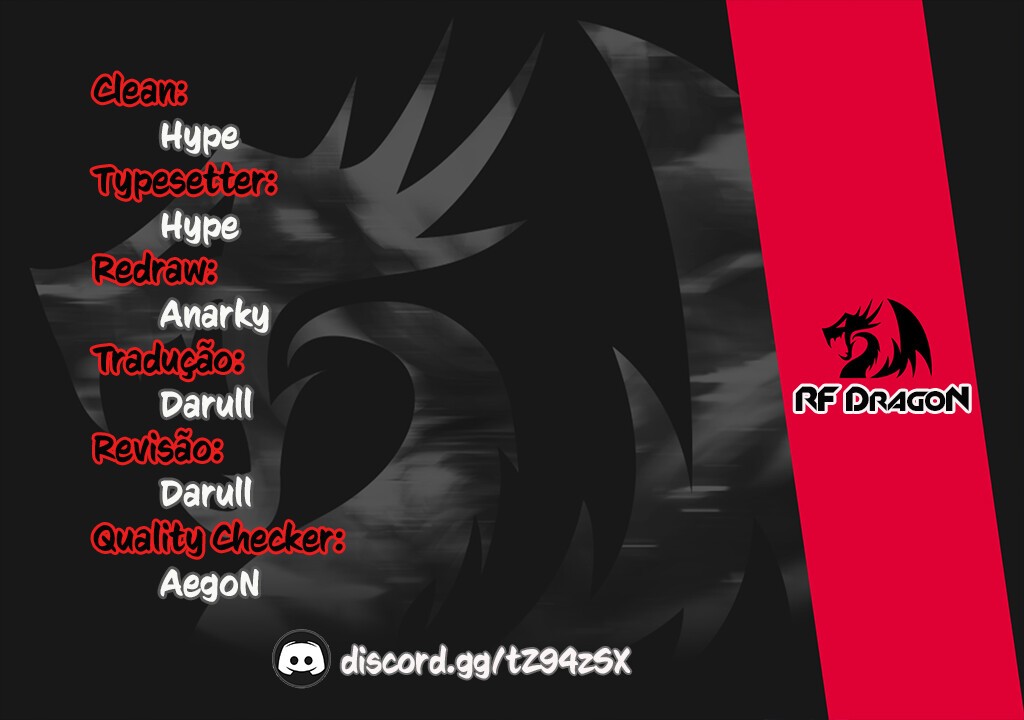 Clean:
Hype
Typesetter:
Hype
Redraw:
Anarky
Tradução:
Darull
Revisão:
Darull
Quality Checker:
AegoN
discord.gg/tZ94zSX
RF DRAGON